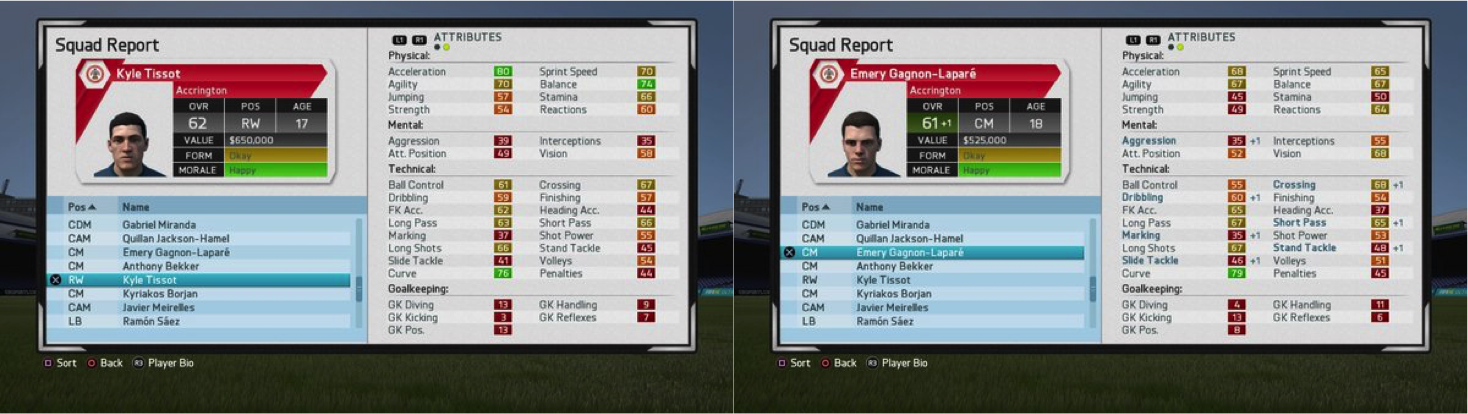 Squad Report
Kyle Tissot
Accrington
OVR POS AGE
62 RW 17
VALUE $650,000
FORM Okay
MORALE Happy
Pos Name
CDM Gabriel Miranda
CAM Quillan Jackson-Hamel
CM Emery Gagnon-Laparé
CM Anthony Bekker
RW Kyle Tissot
CM Kyriakos Borjan
CAM Javier Meirelles
LB Ramón Sáez
L1 R1 ATTRIBUTES
Physical:
Acceleration 80 Sprint Speed 70
Agility 70 Balance 74
Jumping 57 Stamina 66
Strength 54 Reactions 60
Mental:
Aggression 39 Interceptions 35
Att. Position 49 Vision 58
Technical:
Ball Control 61 Crossing 67
Dribbling 59 Finishing 57
FK Acc. 62 Heading Acc. 44
Long Pass 63 Short Pass 66
Marking 37 Shot Power 55
Long Shots 66 Stand Tackle 45
Slide Tackle 41 Volleys 54
Curve 76 Penalties 44
Goalkeeping:
GK Diving 13 GK Handling 9
GK Kicking 3 GK Reflexes 7
GK Pos. 13
Sort Back R3 Player Bio
Squad Report
Emery Gagnon-Laparé
Accrington
OVR POS AGE
61 +1 CM 18
VALUE $525,000
FORM Okay
MORALE Happy
Pos Name
CDM Gabriel Miranda
CAM Quillan Jackson-Hamel
CM Emery Gagnon-Laparé
CM Anthony Bekker
RW Kyle Tissot
CM Kyriakos Borjan
CAM Javier Meirelles
LB Ramón Sáez
L1 R1 ATTRIBUTES
Physical:
Acceleration 68 Sprint Speed 65
Agility 67 Balance 67
Jumping 45 Stamina 50
Strength 49 Reactions 64
Mental:
Aggression 35 +1 Interceptions 55
Att. Position 52 Vision 68
Technical:
Ball Control 55 Crossing 68 +1
Dribbling 60 +1 Finishing 54
FK Acc. 65 Heading Acc. 37
Long Pass 67 Short Pass 65 +1
Marking 35 +1 Shot Power 53
Long Shots 67 Stand Tackle 48 +1
Slide Tackle 46 +1 Volleys 51
Curve 79 Penalties 45
Goalkeeping:
GK Diving 4 GK Handling 11
GK Kicking 13 GK Reflexes 6
GK Pos. 8
Sort Back R3 Player Bio